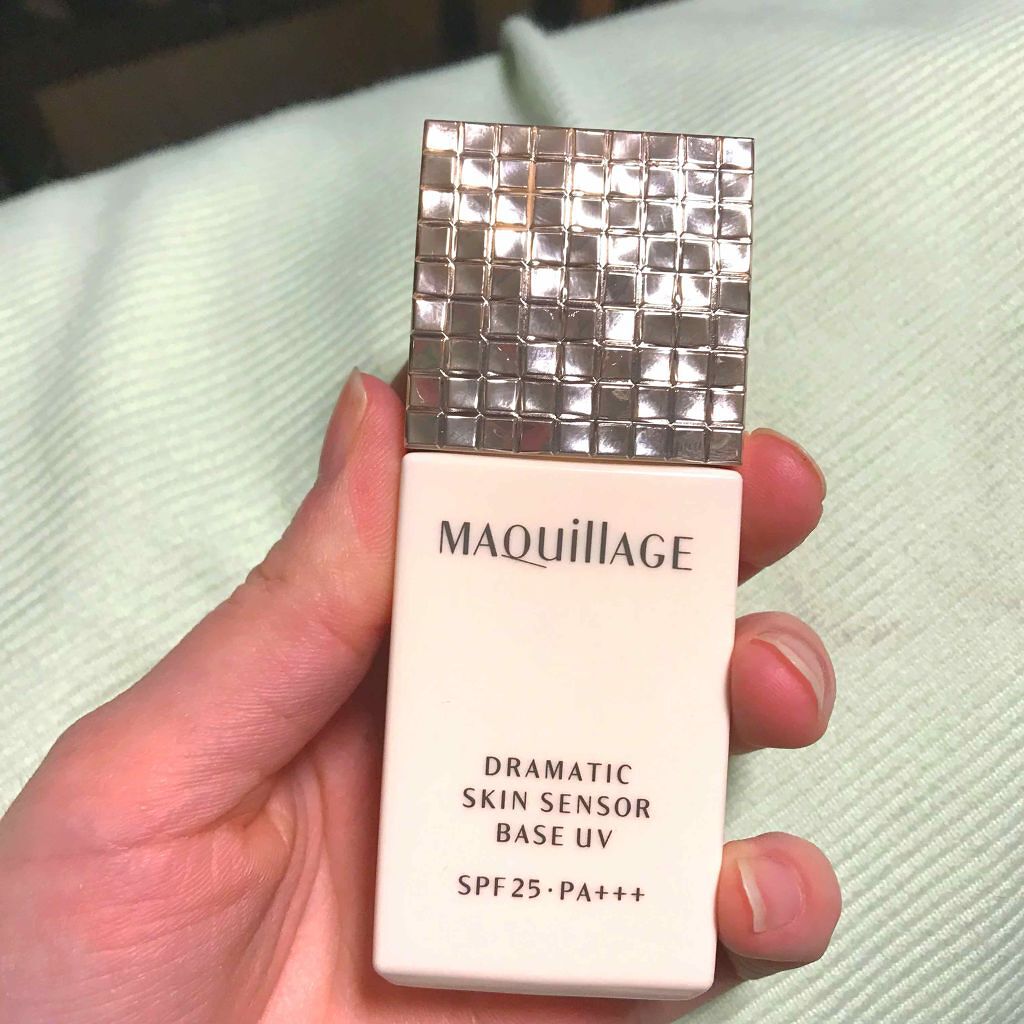 MAQuillAGE
DRAMATIC
SKIN SENSOR
BASE UV
SPF25·PA+++